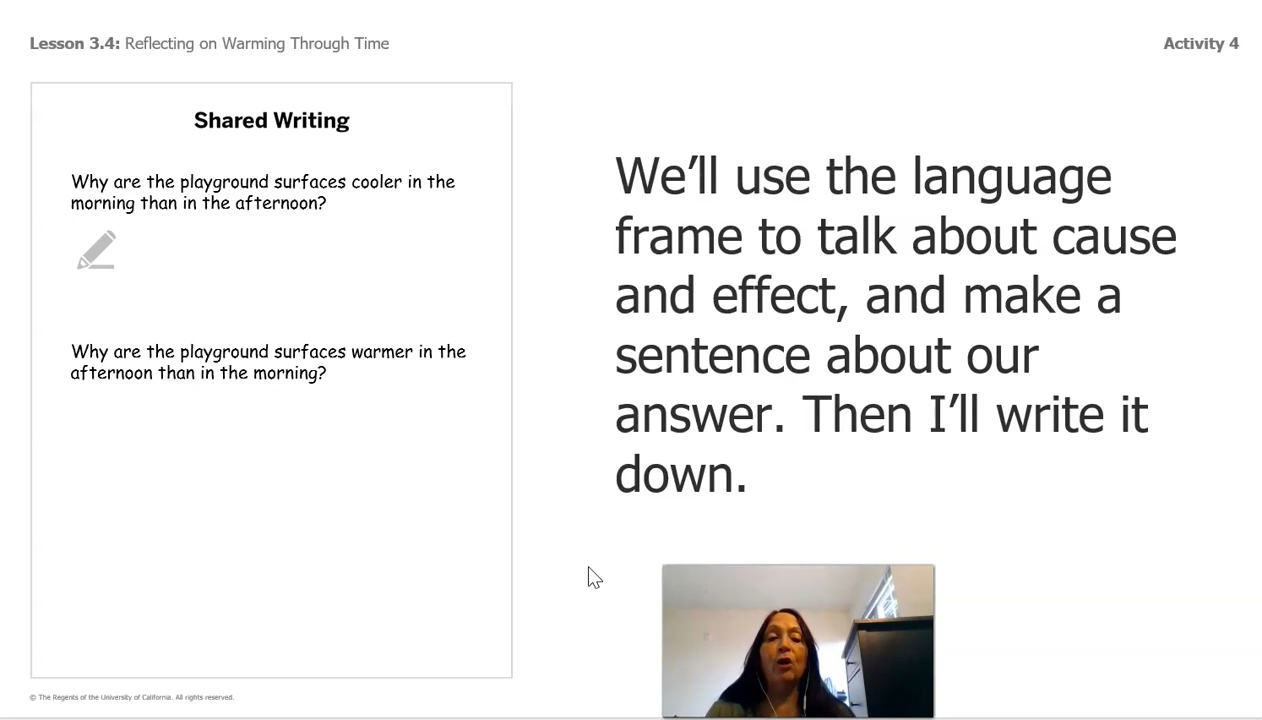 Lesson 3.4: Reflecting on Warming Through Time
Activity 4
Shared Writing
Why are the playground surfaces cooler in the
morning than in the afternoon?
Why are the playground surfaces warmer in the
afternoon than in the morning?
We’ll use the language
frame to talk about cause
and effect, and make a
sentence about our
answer. Then I’ll write it
down.
© The Regents of the University of California. All rights reserved.